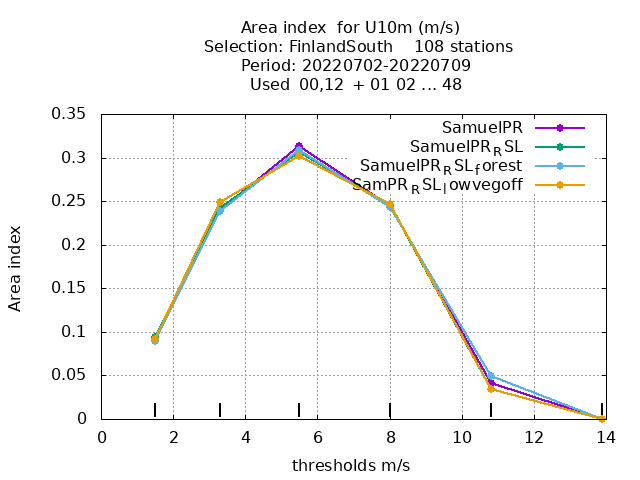 Area index for U10m (m/s)
Selection: FinlandSouth 108 stations
Period: 20220702-20220709
Used 00,12 + 01 02 ... 48
0.35
0.3
0.25
0.2
0.15
0.1
0.05
0
Area index
SamuelPR
SamuelPR_RSL
SamuelPR_RSL_forest
SamPR_RSL_lowvegoff
0 2 4 6 8 10 12 14
thresholds m/s